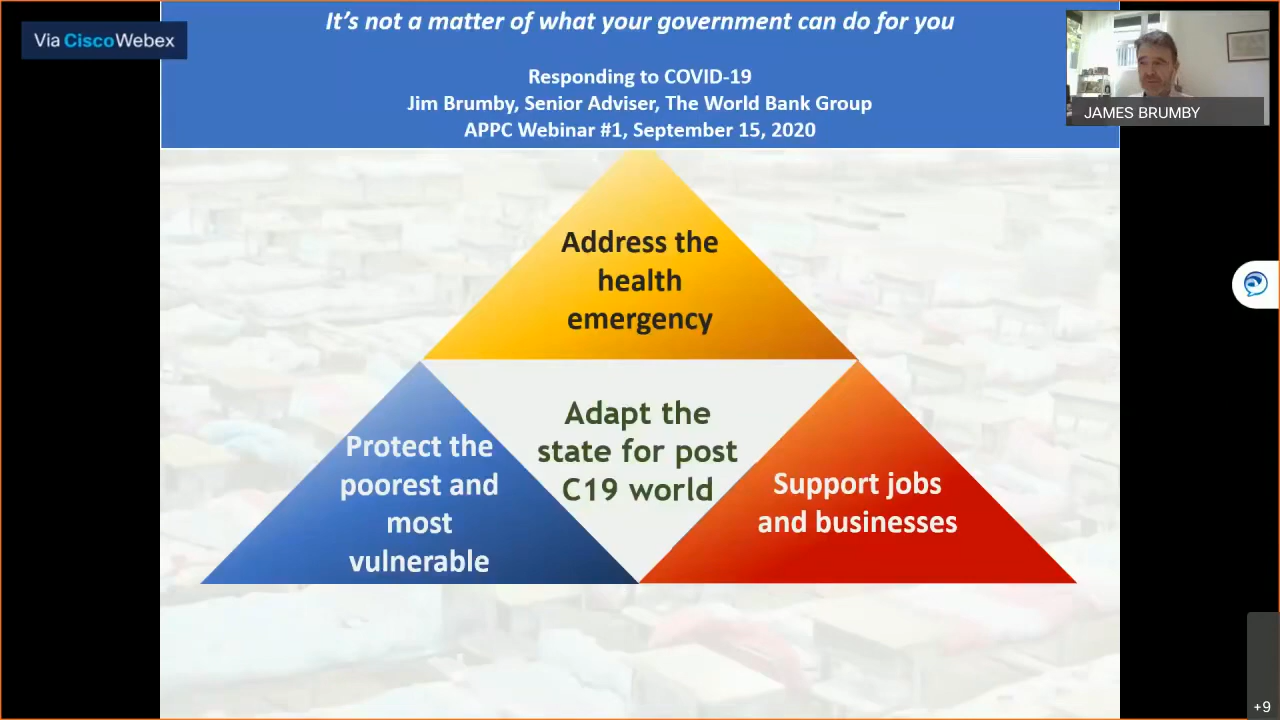 It's not a matter of what your government can do for you
Via CiscoWebex
Responding to COVID-19
Jim Brumby, Senior Adviser, The World Bank Group
APPC Webinar #1, September 15, 2020
JAMES BRUMBY
Address the
health
emergency
Protect the
poorest and
most
vulnerable
Adapt the
state for post
C19 world
Support jobs
and businesses
+9